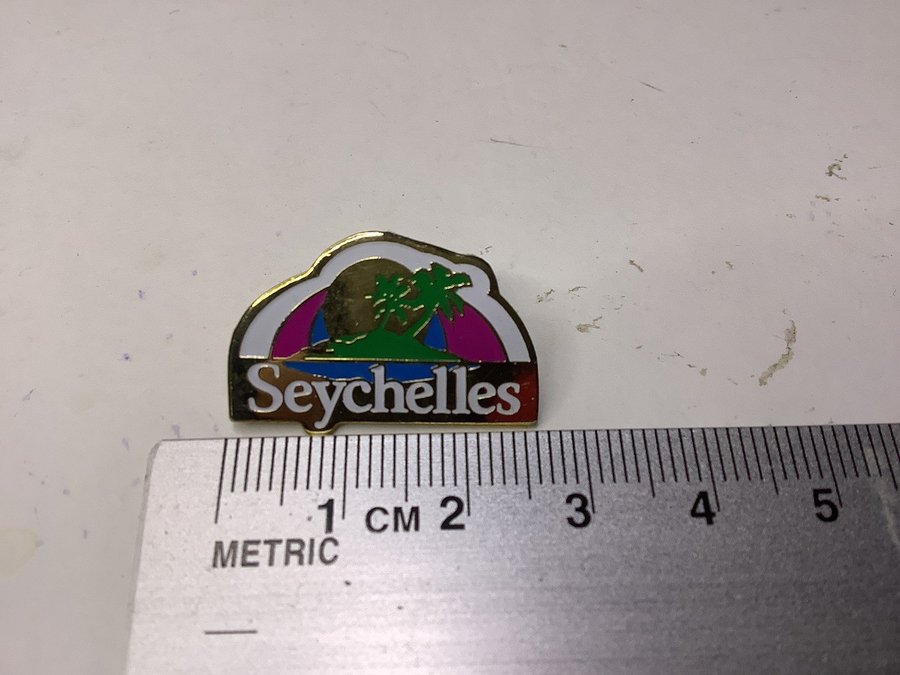 Seychelles
1 CM 2 3 4 5
METRIC